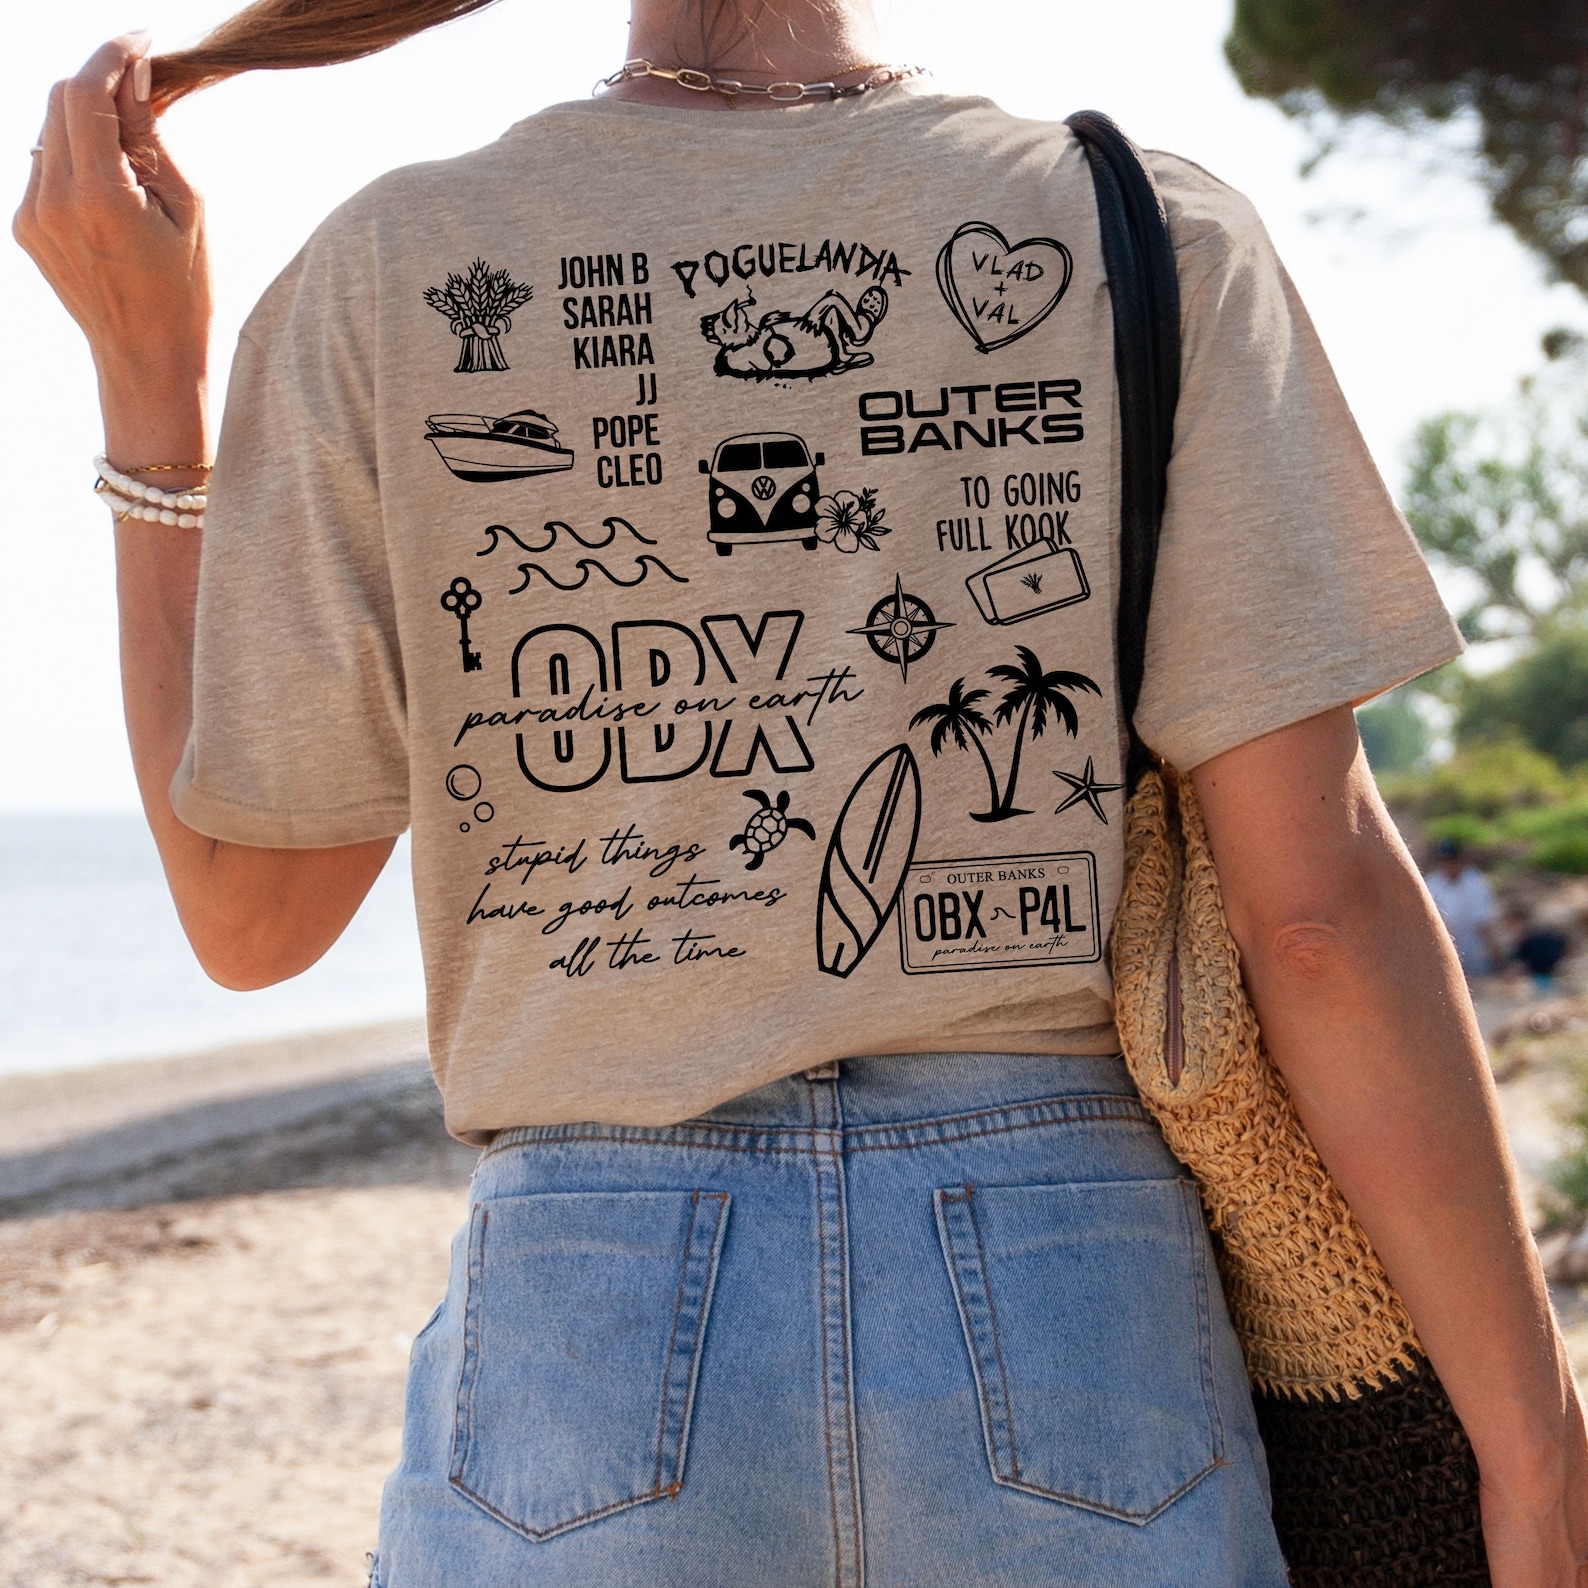 JOHN B
SARAH
KIARA
JJ
POPE
CLEO
POGUELANDIA
VLAD
+
VAL
OUTER
BANKS
TO GOING
FULL KOOK
VW
OBX
paradise on earth
stupid things
have good outcomes
all the time
OUTER BANKS
OBX~P4L
paradise on earth